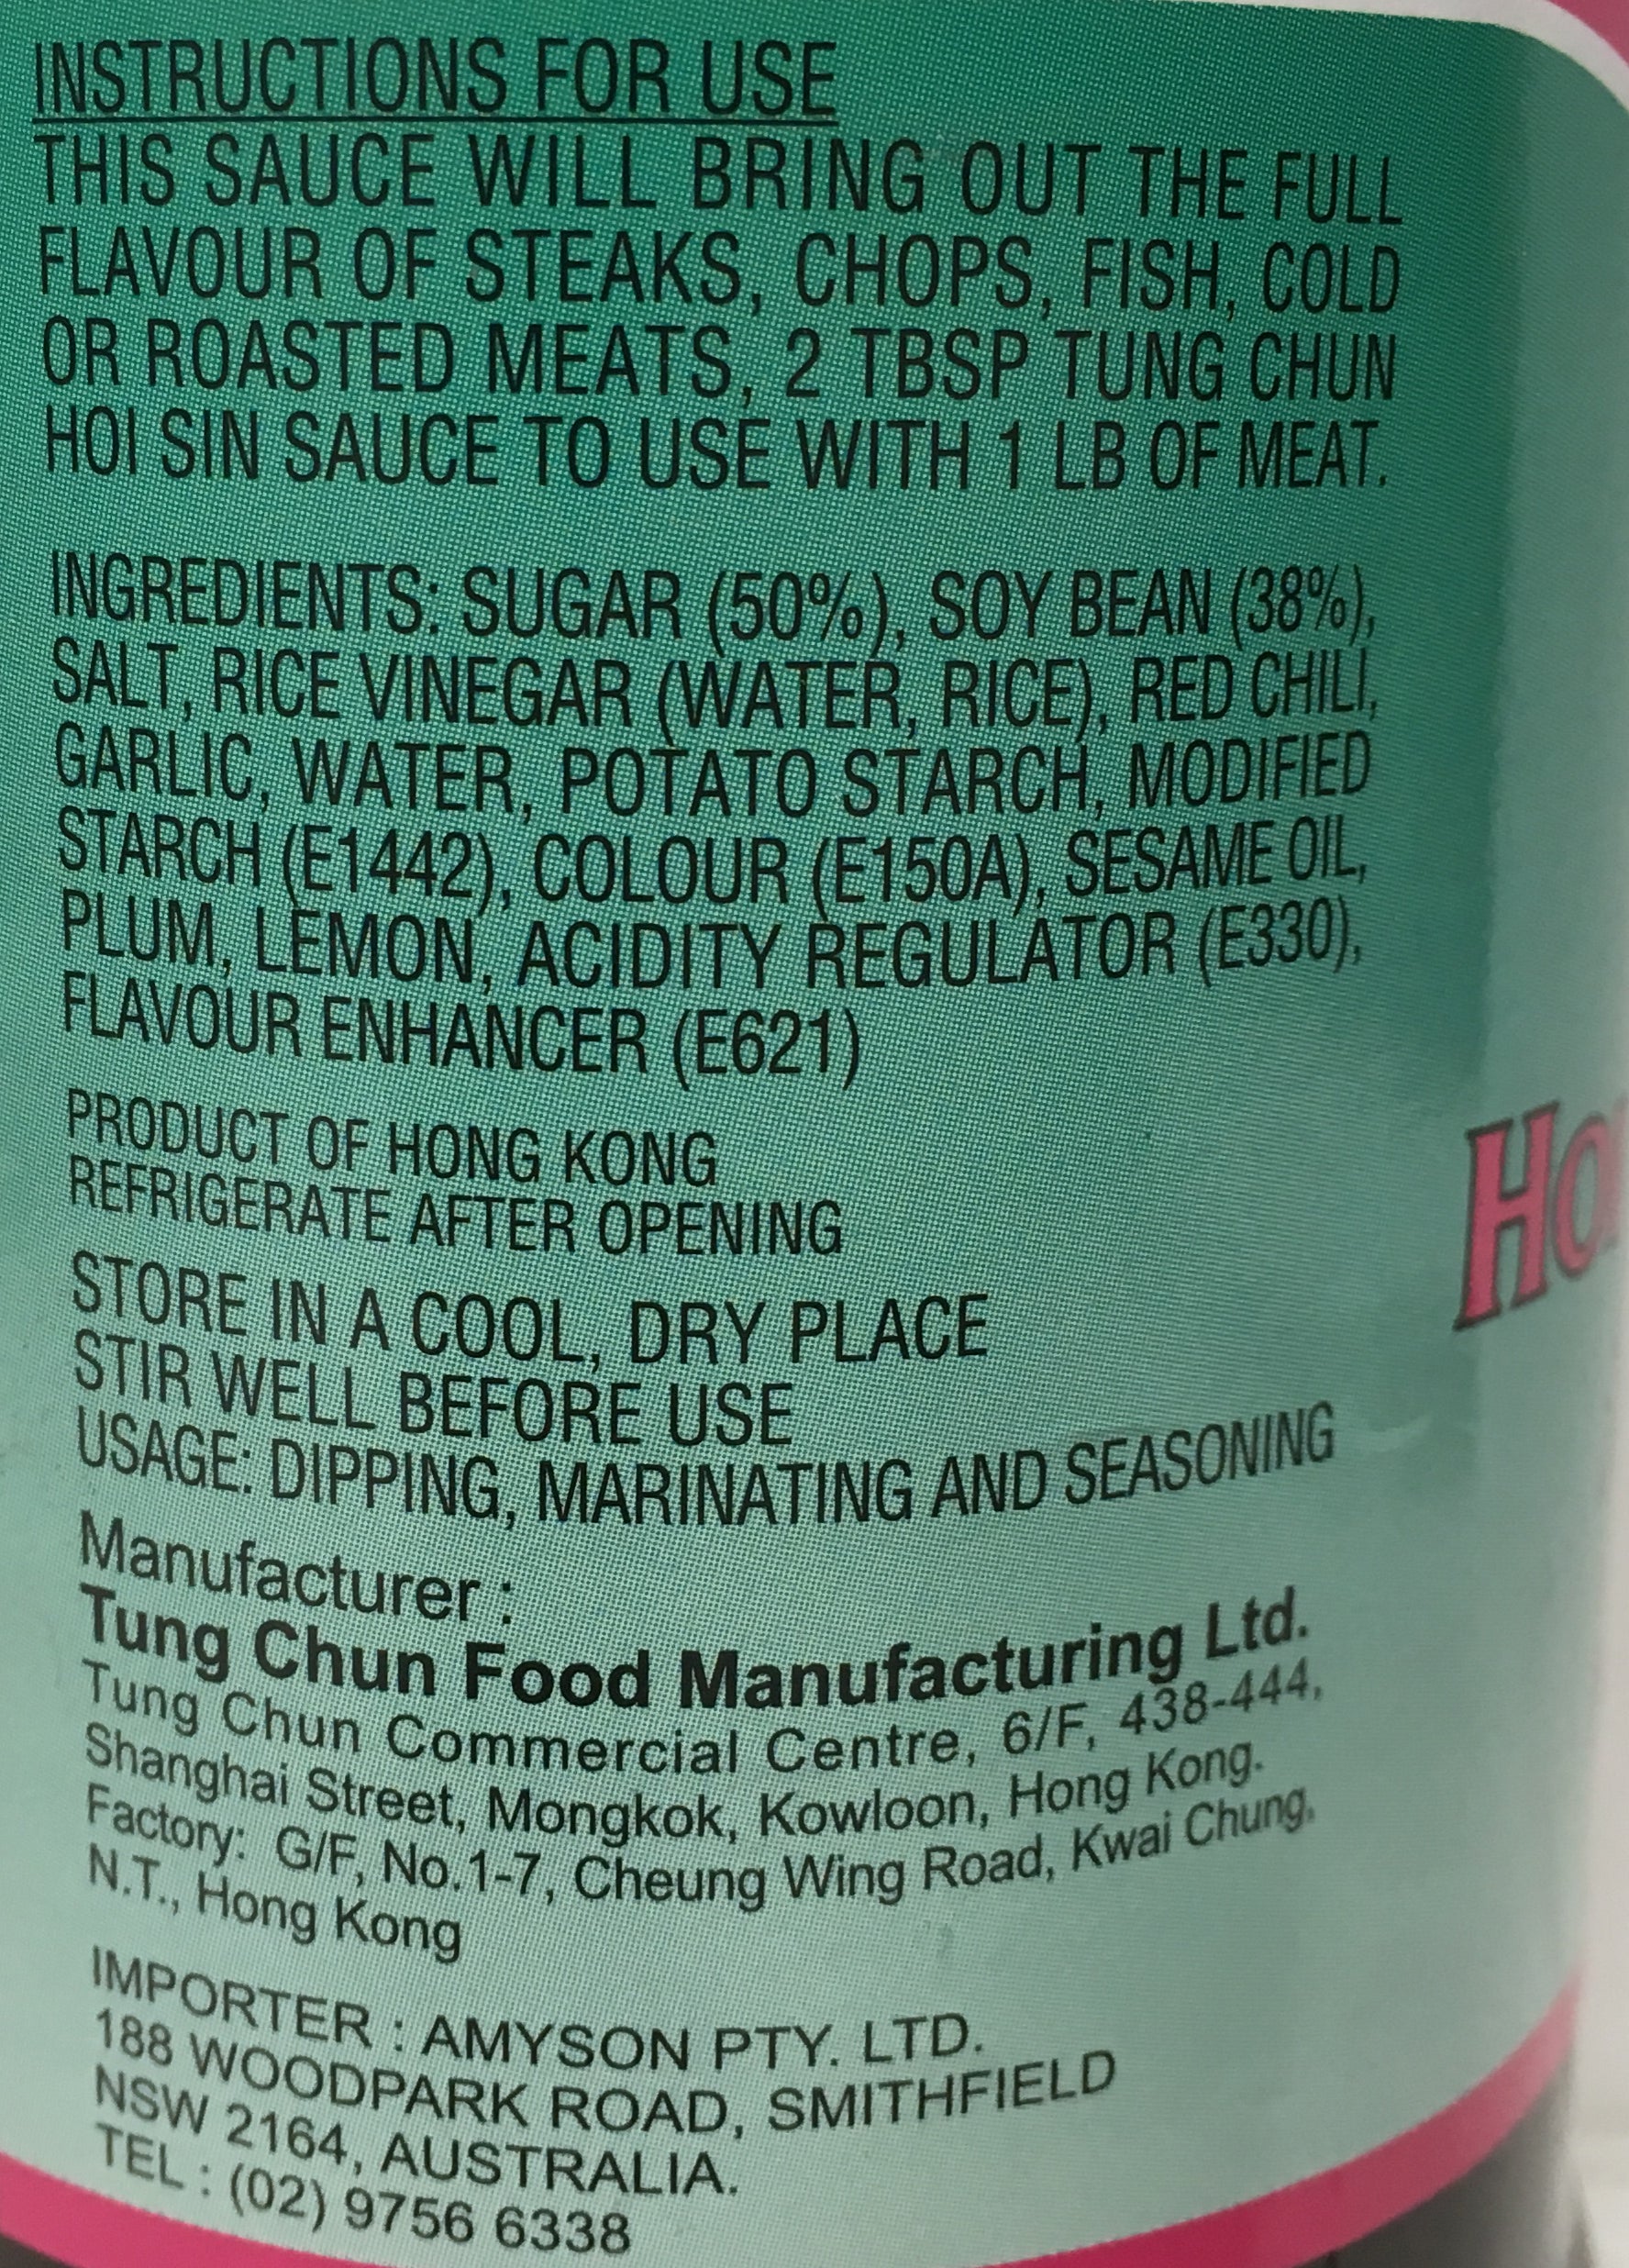 INSTRUCTIONS FOR USE
THIS SAUCE WILL BRING OUT THE FULL
FLAVOUR OF STEAKS, CHOPS, FISH, COLD
OR ROASTED MEATS, 2 TBSP TUNG CHUN
HOI SIN SAUCE TO USE WITH 1 LB OF MEAT.
INGREDIENTS: SUGAR (50%), SOY BEAN (38%),
SALT, RICE VINEGAR (WATER, RICE), RED CHILI,
GARLIC, WATER, POTATO STARCH, MODIFIED
STARCH (E1442), COLOUR (E150A), SESAME OIL,
PLUM, LEMON, ACIDITY REGULATOR (E330),
FLAVOUR ENHANCER (E621)
PRODUCT OF HONG KONG
REFRIGERATE AFTER OPENING
STORE IN A COOL, DRY PLACE
STIR WELL BEFORE USE
USAGE: DIPPING, MARINATING AND SEASONING
Manufacturer :
Tung Chun Food Manufacturing Ltd.
Tung Chun Commercial Centre, 6/F, 438-444,
Shanghai Street, Mongkok, Kowloon, Hong Kong.
Factory: G/F, No.1-7, Cheung Wing Road, Kwai Chung,
N.T., Hong Kong
IMPORTER : AMYSON PTY. LTD.
188 WOODPARK ROAD, SMITHFIELD
NSW 2164, AUSTRALIA.
TEL : (02) 9756 6338